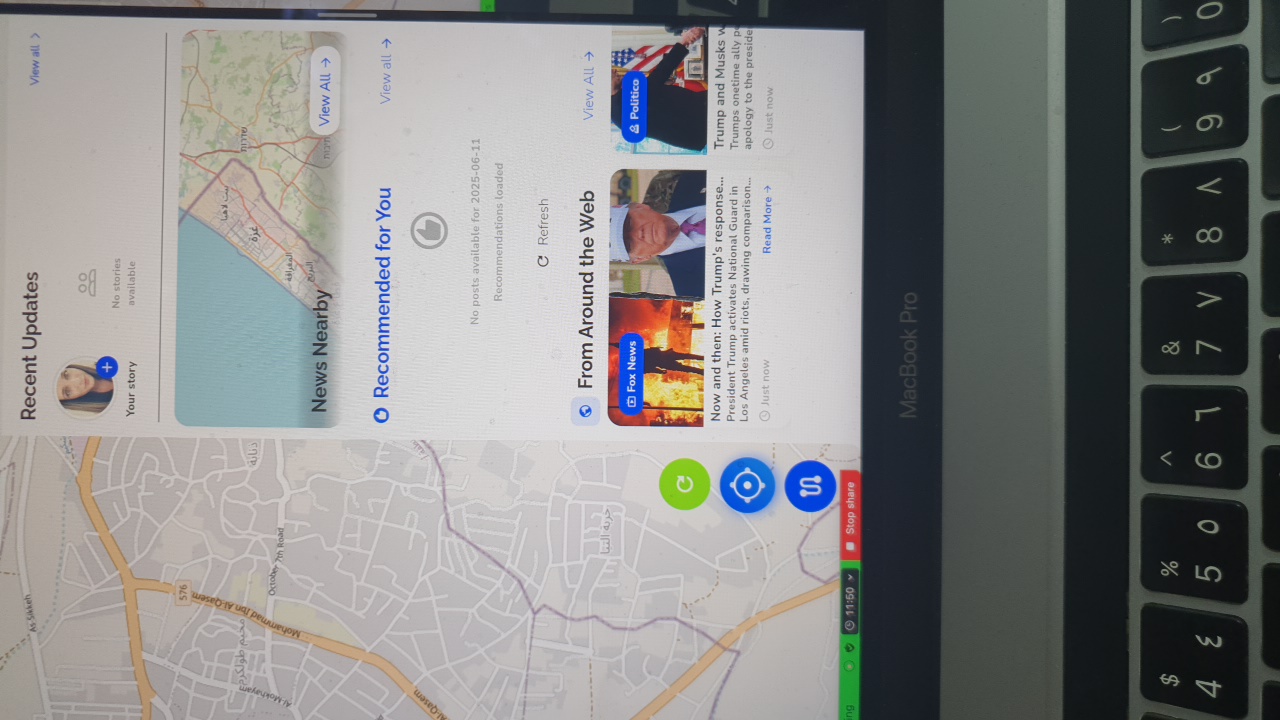 As-Sikkeh
576
مخيم طولكرم
Al-Mokhayam
Mohammad Ibn Al-Qasem
October 7th Road
ذنابة
Al-Qasem
خربة التيا
Recent Updates
View all >
Your story
No stories
available
بيت لاهيا
غزة
שדרות
المغراقة
البريج
News Nearby
View All →
Recommended for You
View all →
No posts available for 2025-06-11
Recommendations loaded
Refresh
From Around the Web
View All →
Fox News
Politico
Now and then: How Trump's response...
President Trump activates National Guard in
Los Angeles amid riots, drawing comparison...
Just now
Read More →
Trump and Musks w
Trumps onetime ally p
apology to the preside
Just now
ing
11:50
Stop share
MacBook Pro
$ % ^ & * ( )
4 ٤ 5 ٥ 6 ٦ 7 ٧ 8 ٨ 9 ٩ 0